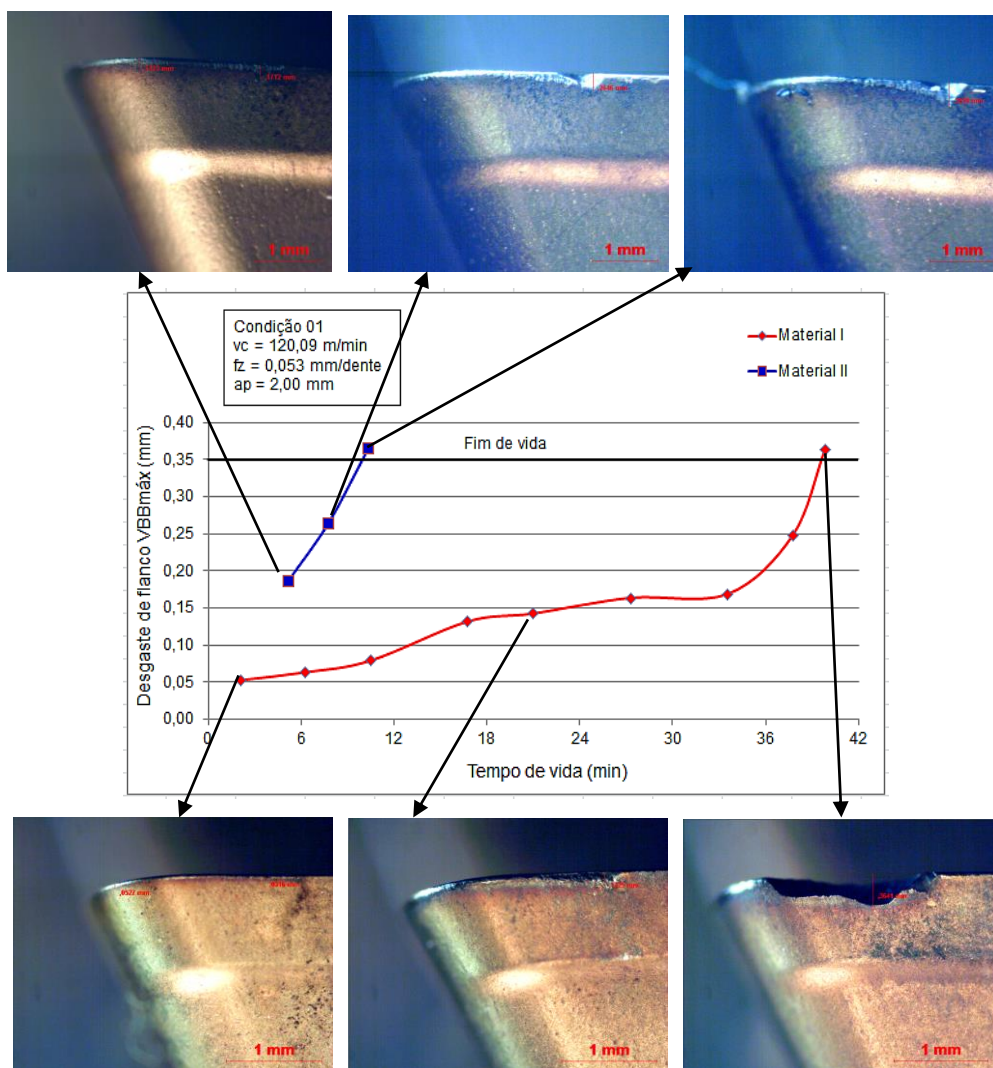 1 mm
1 mm
1 mm
Condição 01
vc = 120,09 m/min
fz = 0,053 mm/dente
ap = 2,00 mm
Material I
Material II
Fim de vida
Desgaste de flanco VBBmáx (mm)
0,40
0,35
0,30
0,25
0,20
0,15
0,10
0,05
0,00
0 6 12 18 24 30 36 42
Tempo de vida (min)
,0522 mm
1 mm
1 mm
1 mm